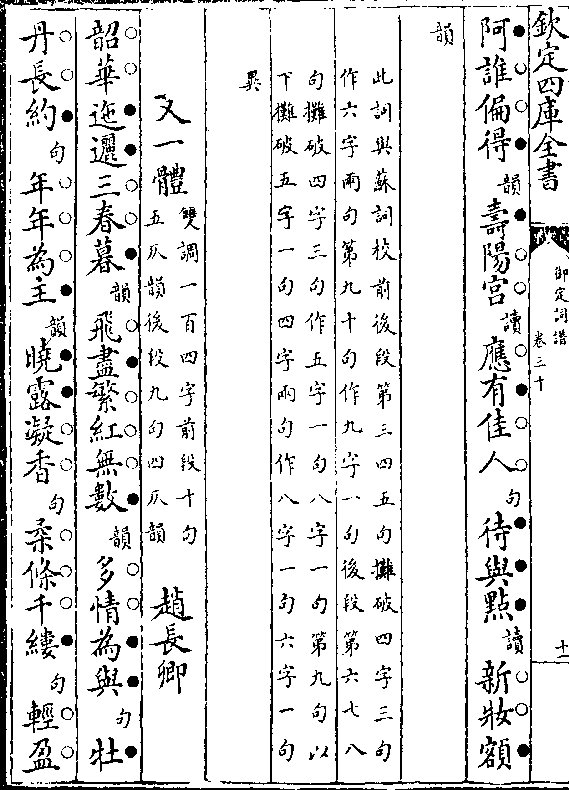 欽定四庫全書
御定詞譜
卷三十
十一
阿誰偏得韻壽陽宮讀應有佳人句待與點讀新妝額
韻
此詞與蘇詞校前後段第三四五句攤破四字三句
作六字兩句第九十句作九字一句後段第六七八
句攤破四字三句作五字一句八字一句第九句以
下攤破五字一句四字兩句作八字一句六字一句
異
又一體雙調一百四字前段十句
五仄韻後段九句四仄韻趙長卿
韶華迤邐三春暮韻飛盡繁紅無數韻多情為與句牡
丹長約句年年為主韻曉露凝香句柔條千縷句輕盈